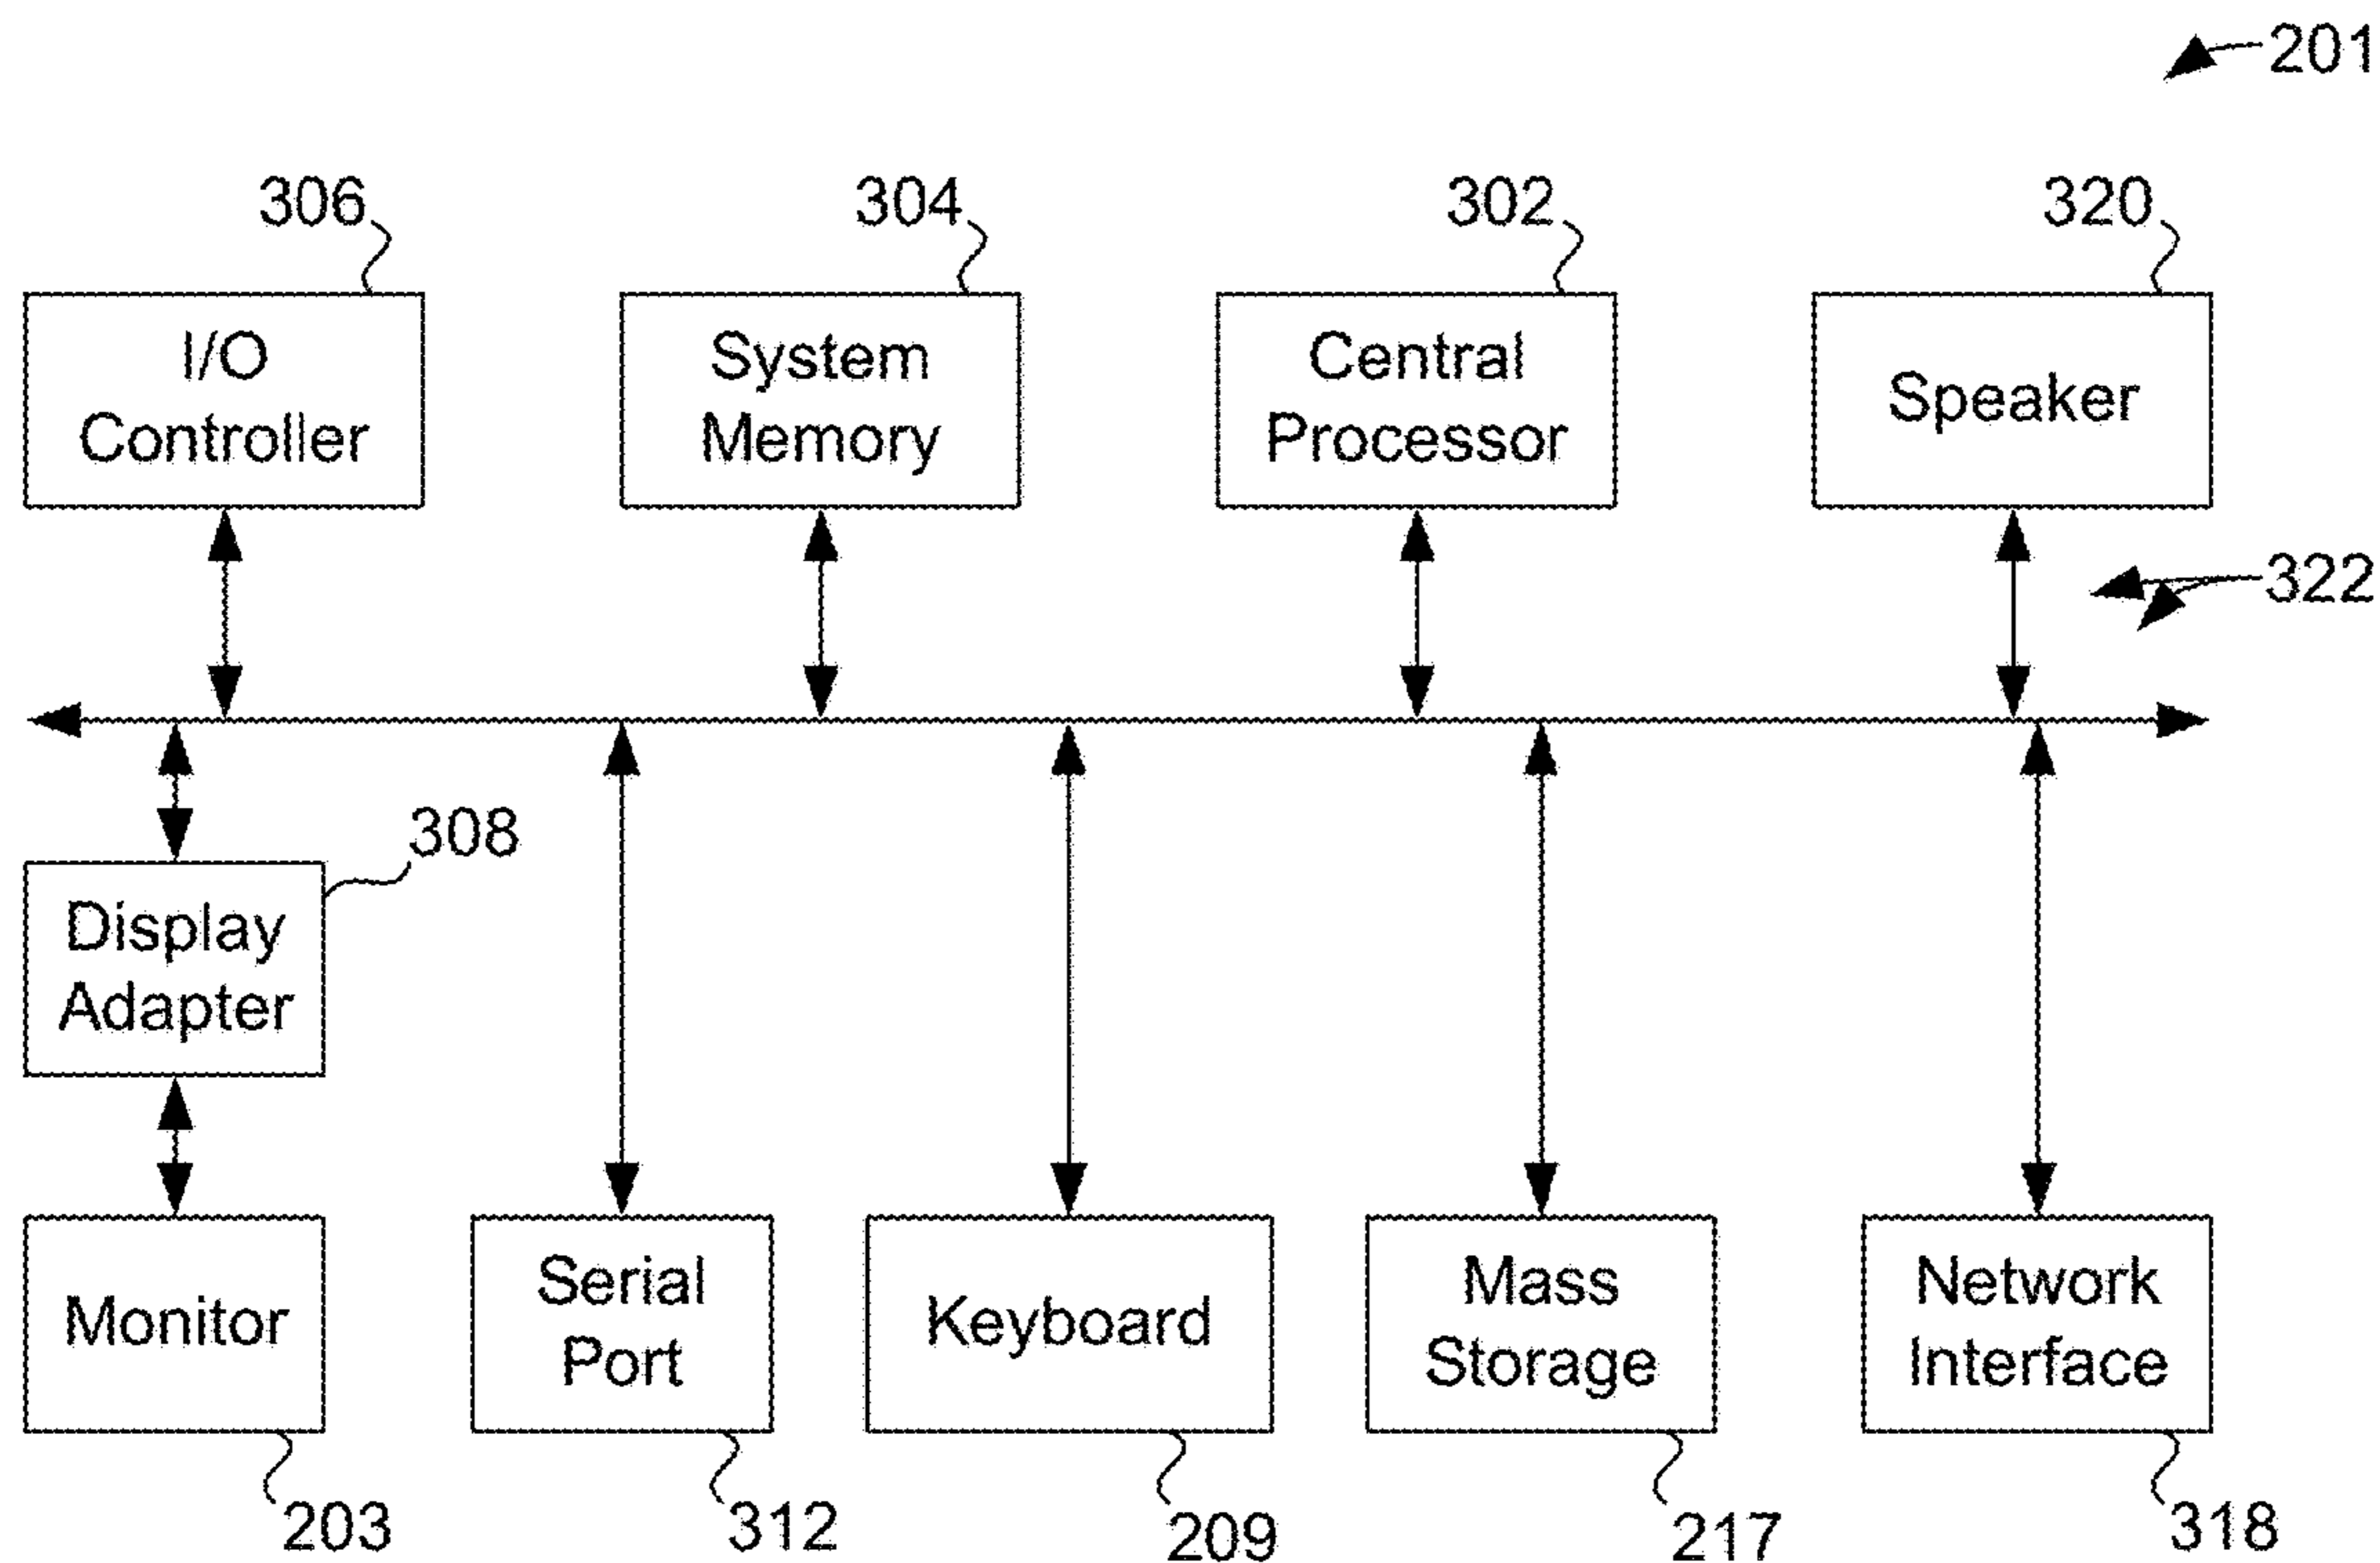 201
306
304
302
320
I/O
Controller
System
Memory
Central
Processor
Speaker
322
308
Display
Adapter
Monitor
Serial
Port
Keyboard
Mass
Storage
Network
Interface
203
312
209
217
318